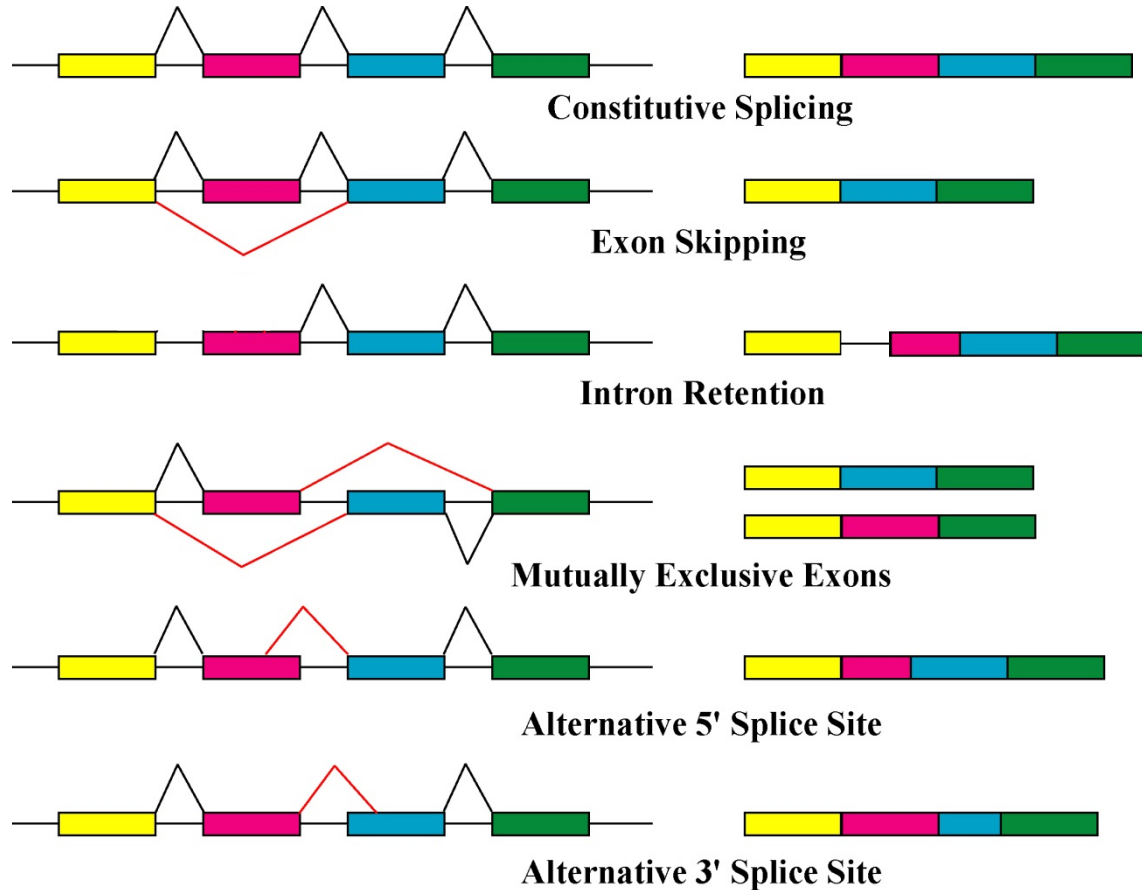 Constitutive Splicing
Exon Skipping
Intron Retention
Mutually Exclusive Exons
Alternative 5' Splice Site
Alternative 3' Splice Site